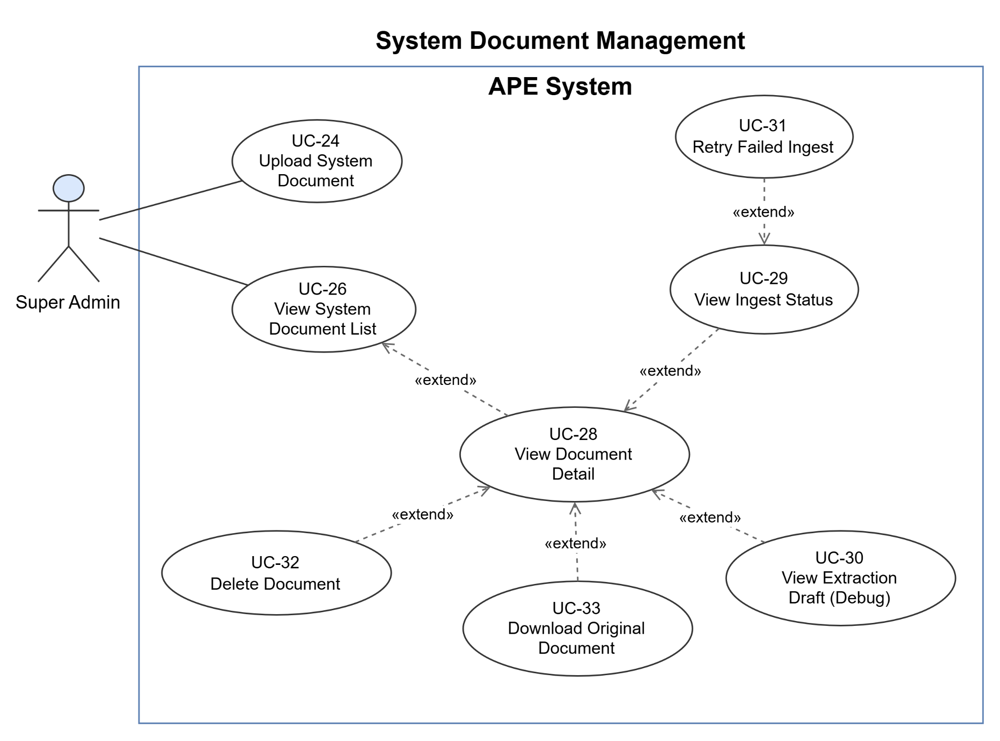 System Document Management
APE System
UC-24
Upload System
Document
UC-31
Retry Failed Ingest
«extend»
Super Admin
UC-26
View System
Document List
UC-29
View Ingest Status
«extend»
«extend»
UC-28
View Document
Detail
«extend»
«extend»
«extend»
UC-32
Delete Document
UC-33
Download Original
Document
UC-30
View Extraction
Draft (Debug)